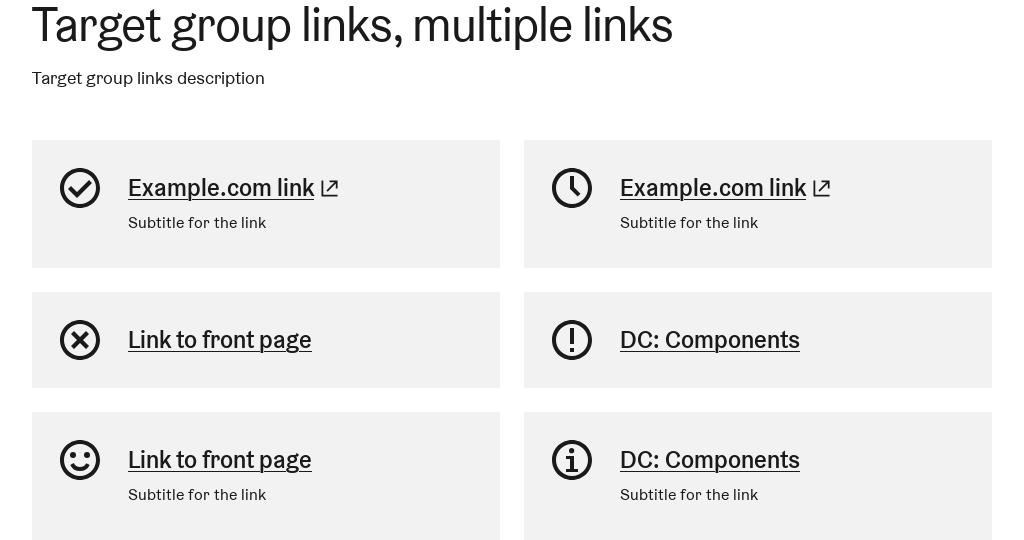 Target group links, multiple links
Target group links description
Example.com link
Subtitle for the link
Example.com link
Subtitle for the link
Link to front page
DC: Components
Link to front page
Subtitle for the link
DC: Components
Subtitle for the link